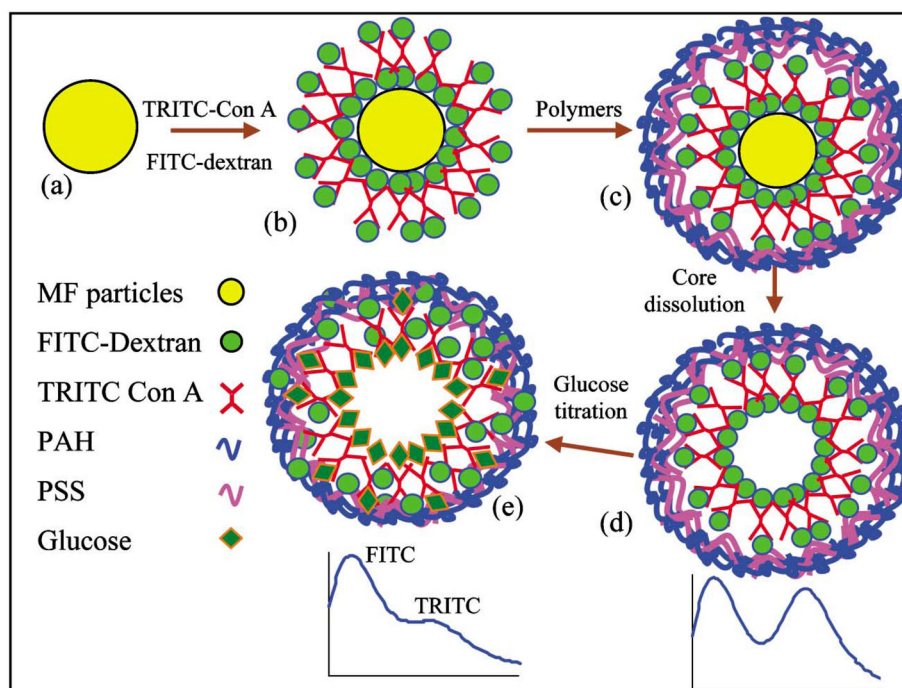 (a)
TRITC-Con A
FITC-dextran
(b)
Polymers
(c)
Core
dissolution
MF particles
FITC-Dextran
TRITC Con A
PAH
PSS
Glucose
Glucose
titration
(d)
(e)
FITC
TRITC